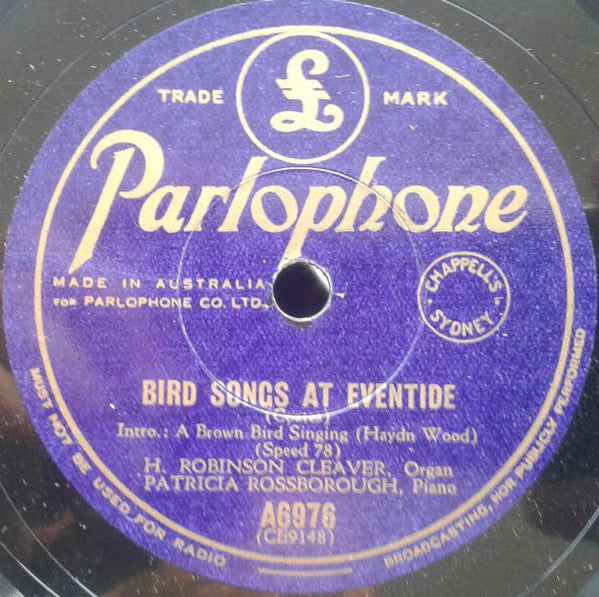 TRADE MARK
Parlophone
MADE IN AUSTRALIA
FOR PARLOPHONE CO. LTD.
CHAPPELL'S
SYDNEY
BIRD SONGS AT EVENTIDE
(Coates)
Intro.: A Brown Bird Singing (Haydn Wood)
(Speed 78)
H. ROBINSON CLEAVER, Organ
PATRICIA ROSSBOROUGH, Piano
A6976
(CE9148)
MUST NOT BE USED FOR RADIO BROADCASTING, NOR PUBLICLY PERFORMED